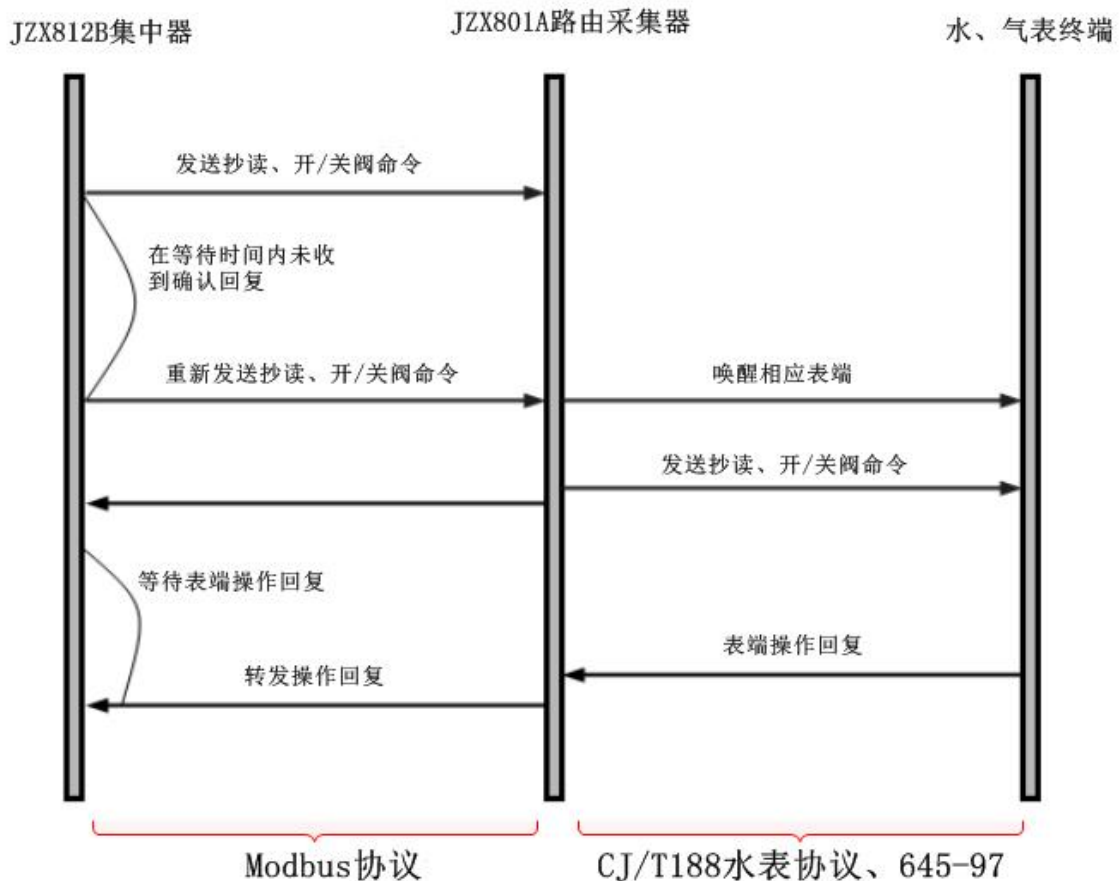 JZX812B集中器
JZX801A路由采集器
水、气表终端
发送抄读、开/关阀命令
在等待时间内未收
到确认回复
重新发送抄读、开/关阀命令
唤醒相应表端
发送抄读、开/关阀命令
等待表端操作回复
表端操作回复
转发操作回复
Modbus协议
CJ/T188水表协议、645-97